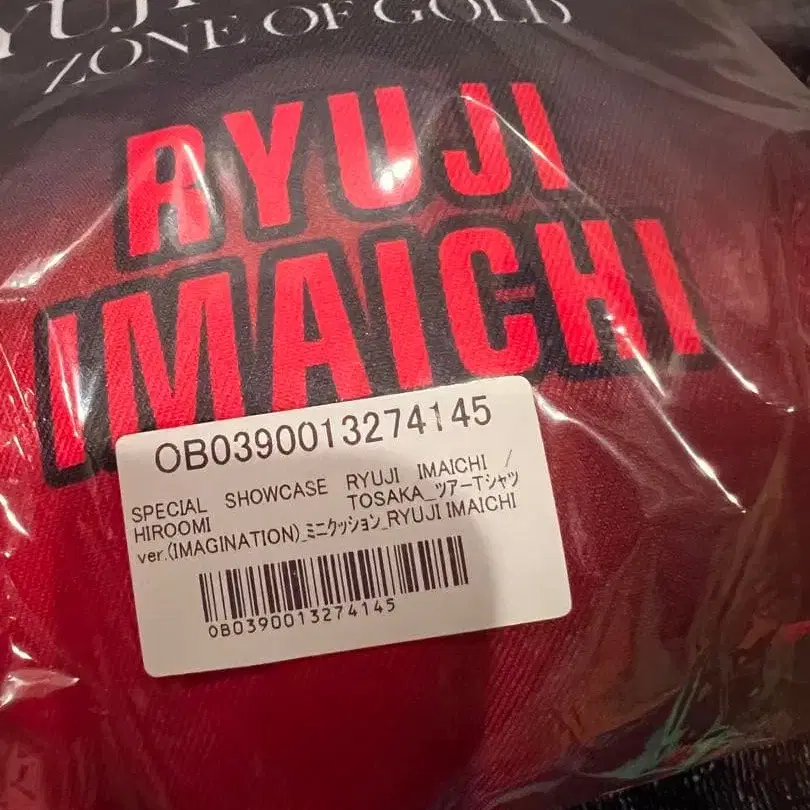 YUJI
ZONE OF GOLD
RYUJI
IMAICHI
OB0390013274145
SPECIAL SHOWCASE RYUJI IMAICHI /
HIROOMI TOSAKA_ツアーTシャツ
ver.(IMAGINATION)_ミニクッション_RYUJI IMAICHI
OB0390013274145